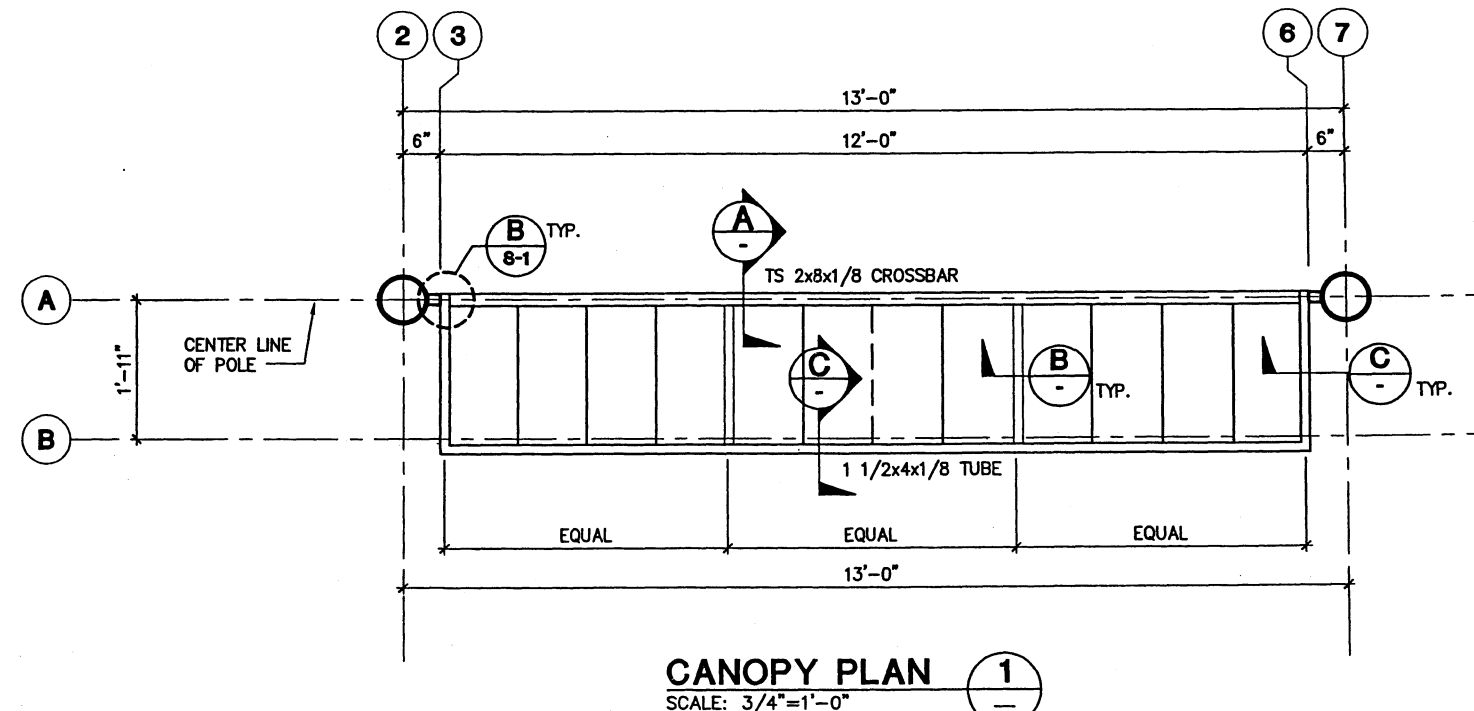 2 3 6 7
13'-0"
6" 12'-0" 6"
B TYP.
S-1
A
-
TS 2x8x1/8 CROSSBAR
A
CENTER LINE
OF POLE
1'-11"
C
-
B
-
TYP.
C
-
TYP.
B
1 1/2x4x1/8 TUBE
EQUAL EQUAL EQUAL
13'-0"
CANOPY PLAN 1
SCALE: 3/4"=1'-0" –